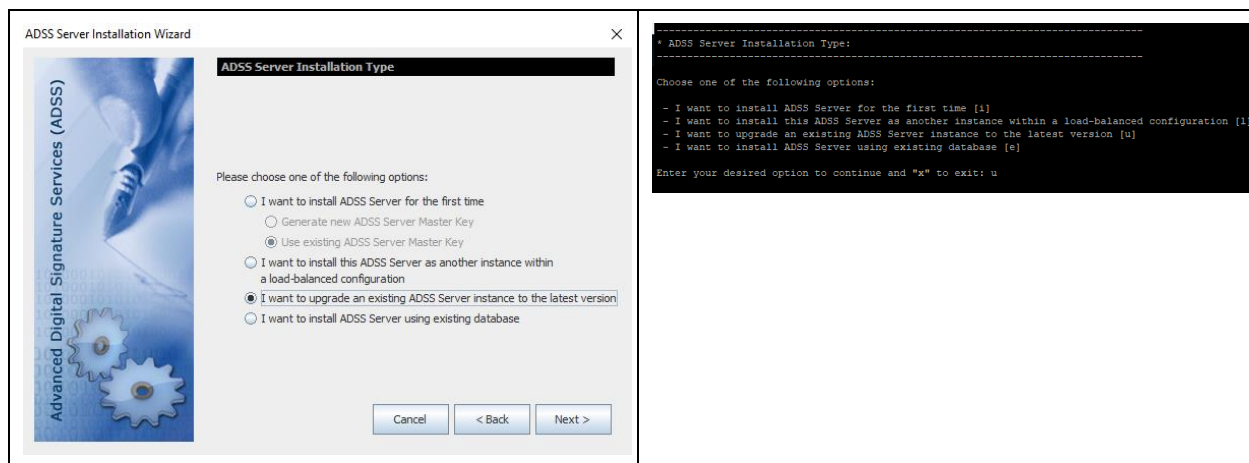 ADSS Server Installation Wizard
Advanced Digital Signature Services (ADSS)
ADSS Server Installation Type
Please choose one of the following options:
I want to install ADSS Server for the first time
Generate new ADSS Server Master Key
Use existing ADSS Server Master Key
I want to install this ADSS Server as another instance within
a load-balanced configuration
I want to upgrade an existing ADSS Server instance to the latest version
I want to install ADSS Server using existing database
Cancel
< Back
Next >
--------------------------------------------------------------------------------
* ADSS Server Installation Type:
--------------------------------------------------------------------------------
Choose one of the following options:
- I want to install ADSS Server for the first time [i]
- I want to install this ADSS Server as another instance within a load-balanced configuration [l]
- I want to upgrade an existing ADSS Server instance to the latest version [u]
- I want to install ADSS Server using existing database [e]
Enter your desired option to continue and "x" to exit: u